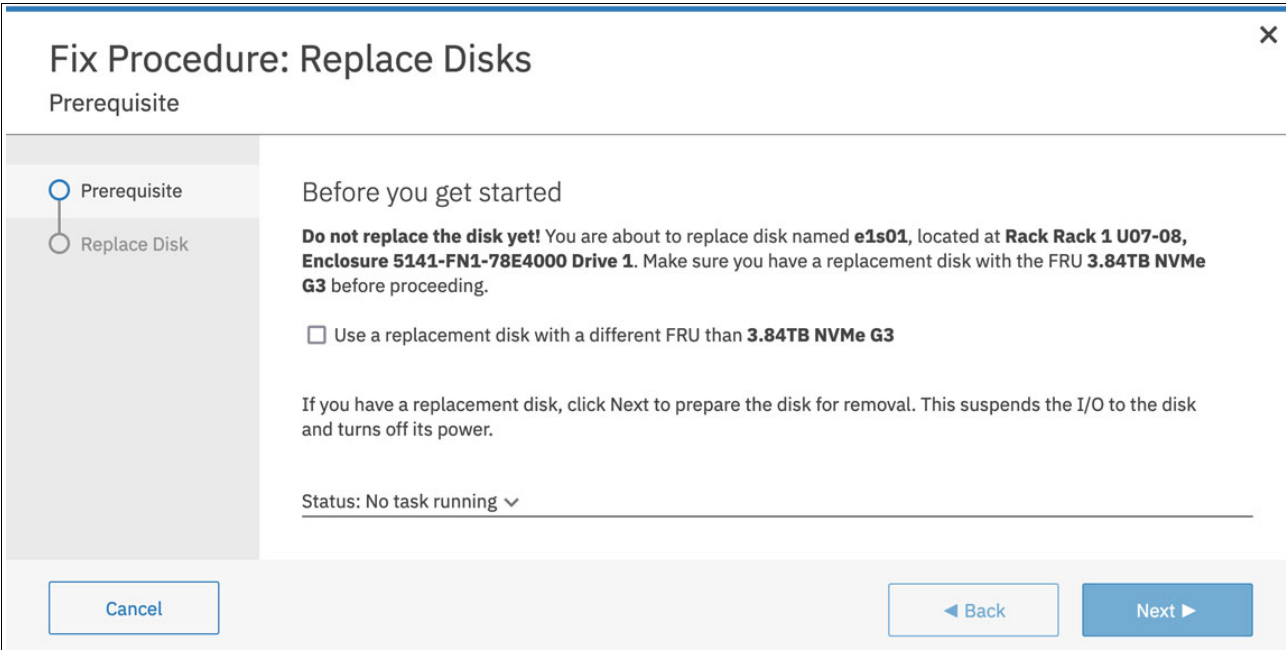 Fix Procedure: Replace Disks
Prerequisite
Prerequisite
Replace Disk
Before you get started
Do not replace the disk yet! You are about to replace disk named e1s01, located at Rack Rack 1 U07-08,
Enclosure 5141-FN1-78E4000 Drive 1. Make sure you have a replacement disk with the FRU 3.84TB NVMe
G3 before proceeding.
Use a replacement disk with a different FRU than 3.84TB NVMe G3
If you have a replacement disk, click Next to prepare the disk for removal. This suspends the I/O to the disk
and turns off its power.
Status: No task running
Cancel
Back
Next